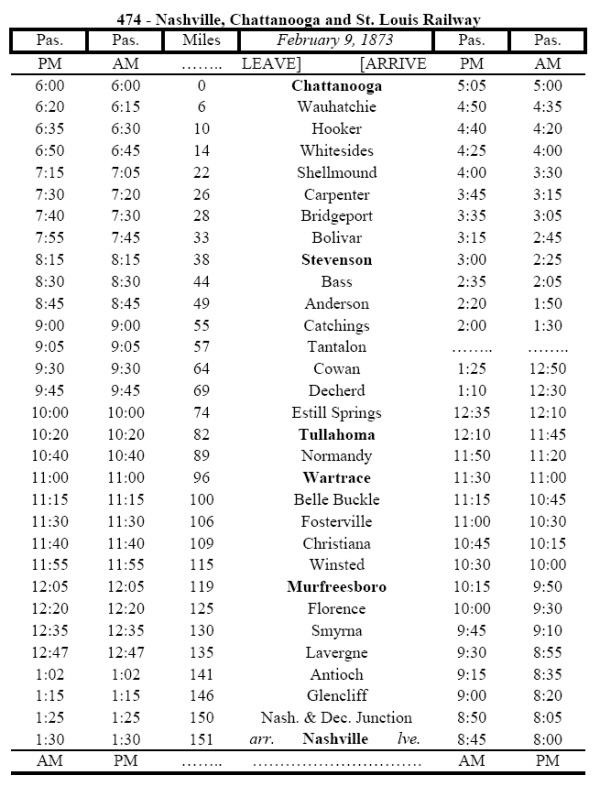 474 - Nashville, Chattanooga and St. Louis Railway
Pas. Pas. Miles February 9, 1873 Pas. Pas.
PM AM …….. LEAVE] [ARRIVE PM AM
6:00 6:00 0 Chattanooga 5:05 5:00
6:20 6:15 6 Wauhatchie 4:50 4:35
6:35 6:30 10 Hooker 4:40 4:20
6:50 6:45 14 Whitesides 4:25 4:00
7:15 7:05 22 Shellmound 4:00 3:30
7:30 7:20 26 Carpenter 3:45 3:15
7:40 7:30 28 Bridgeport 3:35 3:05
7:55 7:45 33 Bolivar 3:15 2:45
8:15 8:15 38 Stevenson 3:00 2:25
8:30 8:30 44 Bass 2:35 2:05
8:45 8:45 49 Anderson 2:20 1:50
9:00 9:00 55 Catchings 2:00 1:30
9:05 9:05 57 Tantalon …….. ……..
9:30 9:30 64 Cowan 1:25 12:50
9:45 9:45 69 Decherd 1:10 12:30
10:00 10:00 74 Estill Springs 12:35 12:10
10:20 10:20 82 Tullahoma 12:10 11:45
10:40 10:40 89 Normandy 11:50 11:20
11:00 11:00 96 Wartrace 11:30 11:00
11:15 11:15 100 Belle Buckle 11:15 10:45
11:30 11:30 106 Fosterville 11:00 10:30
11:40 11:40 109 Christiana 10:45 10:15
11:55 11:55 115 Winsted 10:30 10:00
12:05 12:05 119 Murfreesboro 10:15 9:50
12:20 12:20 125 Florence 10:00 9:30
12:35 12:35 130 Smyrna 9:45 9:10
12:47 12:47 135 Lavergne 9:30 8:55
1:02 1:02 141 Antioch 9:15 8:35
1:15 1:15 146 Glencliff 9:00 8:20
1:25 1:25 150 Nash. & Dec. Junction 8:50 8:05
1:30 1:30 151 arr. Nashville lve. 8:45 8:00
AM PM …….. ………………………… AM PM